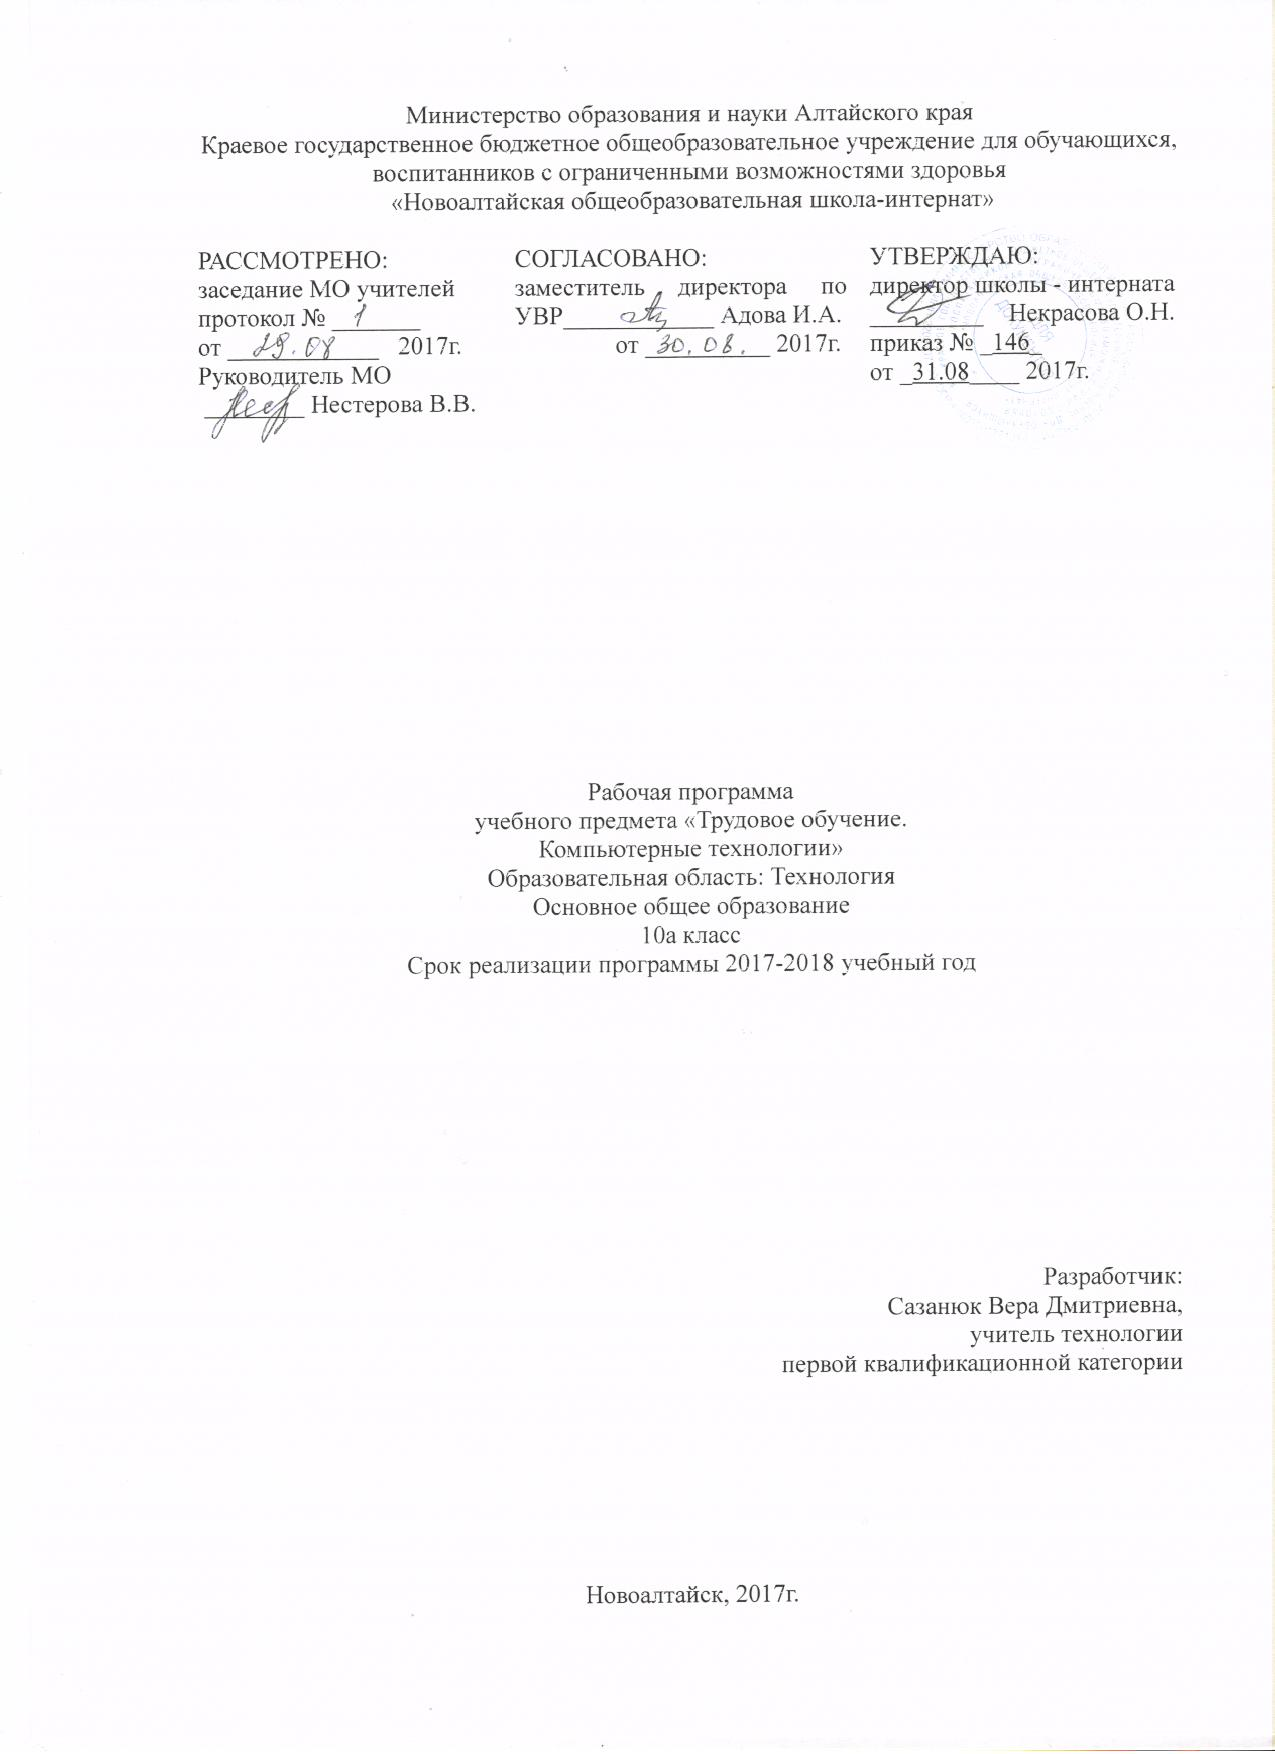 Министерство образования и науки Алтайского края
Краевое государственное бюджетное общеобразовательное учреждение для обучающихся,
воспитанников с ограниченными возможностями здоровья
«Новоалтайская общеобразовательная школа-интернат»
РАССМОТРЕНО:
заседание МО учителей
протокол № 1
от 29.08 2017г.
Руководитель МО
Нестерова В.В.
СОГЛАСОВАНО:
заместитель директора по
УВР Адова И.А.
от 30.08. 2017г.
УТВЕРЖДАЮ:
директор школы - интерната
Некрасова О.Н.
приказ № 146
от 31.08 2017г.
Рабочая программа
учебного предмета «Трудовое обучение.
Компьютерные технологии»
Образовательная область: Технология
Основное общее образование
10а класс
Срок реализации программы 2017-2018 учебный год
Разработчик:
Сазанюк Вера Дмитриевна,
учитель технологии
первой квалификационной категории
Новоалтайск, 2017г.